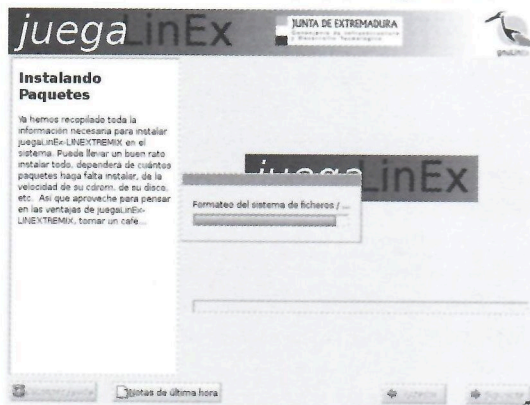 juegaLinEx
JUNTA DE EXTREMADURA
gnuLinEx
Instalando
Paquetes
Ya hemos recopilado toda la
información necesaria para instalar
juegaLinEx-LINEXTREMIX en el
sistema. Puede llevar un buen rato
instalar todo, dependerá de cuántos
paquetes haga falta instalar, de la
velocidad de su cdrom, de su disco,
etc. Así que aproveche para pensar
en las ventajas de juegaLinEx-
LINEXTREMIX, tomar un café...
juegaLinEx
Formateo del sistema de ficheros / ...
Notas de última hora